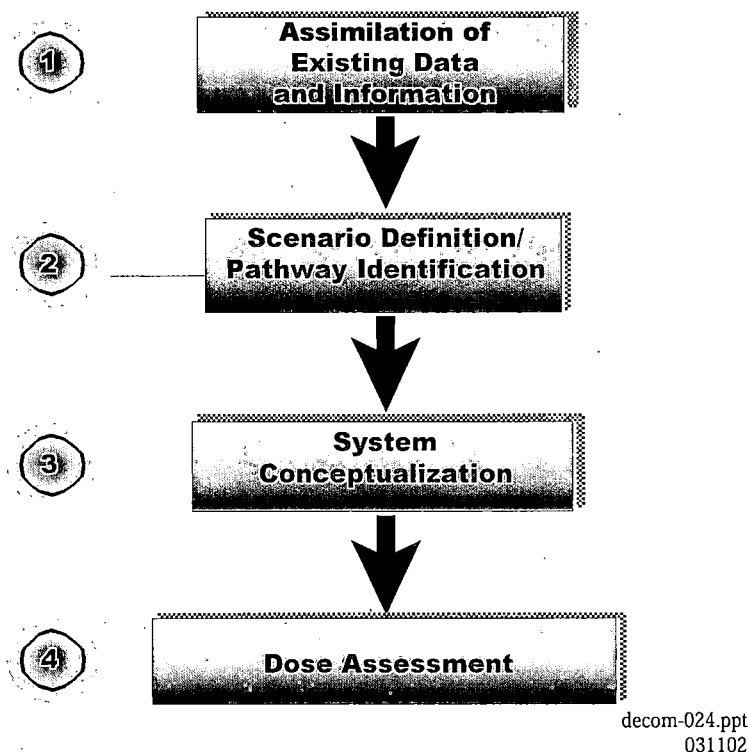 1
Assimilation of
Existing Data
and Information
2
Scenario Definition/
Pathway Identification
3
System
Conceptualization
4
Dose Assessment
decom-024.ppt
031102